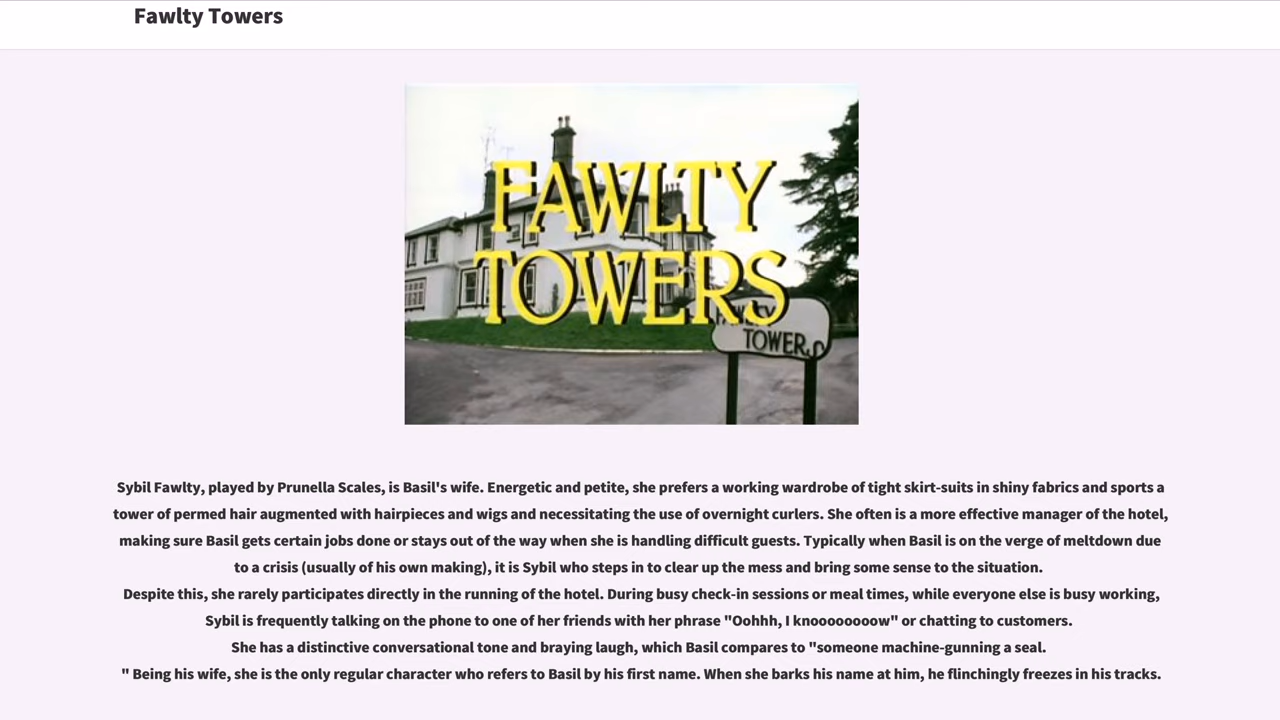 Fawlty Towers
FAWLTY
TOWERS
TOWERS
Sybil Fawlty, played by Prunella Scales, is Basil's wife. Energetic and petite, she prefers a working wardrobe of tight skirt-suits in shiny fabrics and sports a
tower of permed hair augmented with hairpieces and wigs and necessitating the use of overnight curlers. She often is a more effective manager of the hotel,
making sure Basil gets certain jobs done or stays out of the way when she is handling difficult guests. Typically when Basil is on the verge of meltdown due
to a crisis (usually of his own making), it is Sybil who steps in to clear up the mess and bring some sense to the situation.
Despite this, she rarely participates directly in the running of the hotel. During busy check-in sessions or meal times, while everyone else is busy working,
Sybil is frequently talking on the phone to one of her friends with her phrase "Oohhh, I knoooooooow" or chatting to customers.
She has a distinctive conversational tone and braying laugh, which Basil compares to "someone machine-gunning a seal.
" Being his wife, she is the only regular character who refers to Basil by his first name. When she barks his name at him, he flinchingly freezes in his tracks.